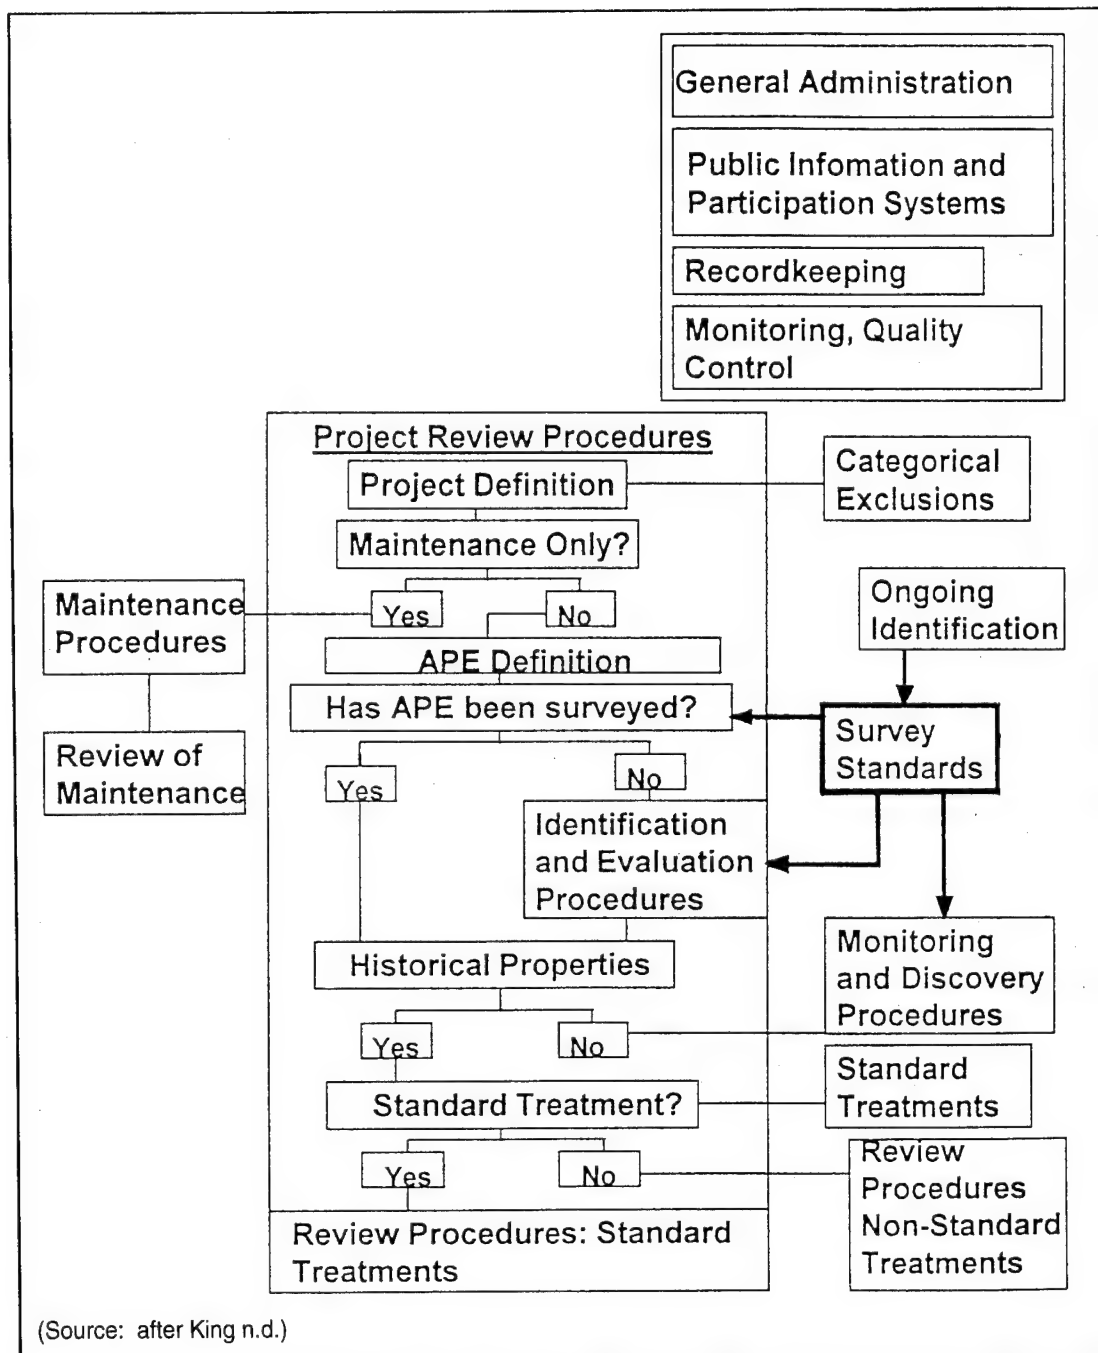 General Administration
Public Infomation and
Participation Systems
Recordkeeping
Monitoring, Quality
Control
Project Review Procedures
Project Definition
Categorical
Exclusions
Maintenance Only?
Yes
No
Maintenance
Procedures
Ongoing
Identification
APE Definition
Has APE been surveyed?
Survey
Standards
Review of
Maintenance
Yes
No
Identification
and Evaluation
Procedures
Historical Properties
Monitoring
and Discovery
Procedures
Yes
No
Standard Treatment?
Standard
Treatments
Yes
No
Review
Procedures
Non-Standard
Treatments
Review Procedures: Standard
Treatments
(Source: after King n.d.)